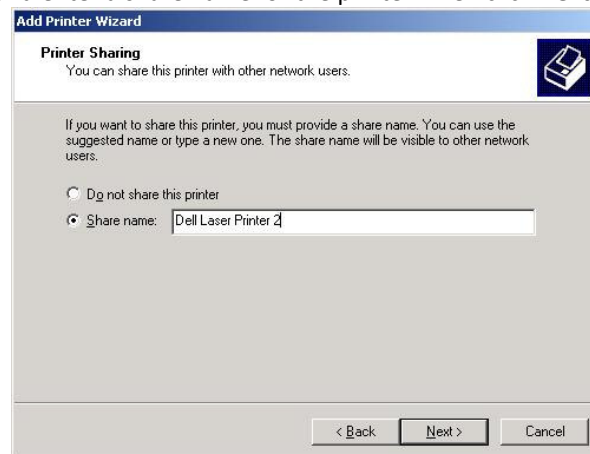 Add Printer Wizard
Printer Sharing
You can share this printer with other network users.
If you want to share this printer, you must provide a share name. You can use the
suggested name or type a new one. The share name will be visible to other network
users.
Do not share this printer
Share name: Dell Laser Printer 2
< Back Next > Cancel